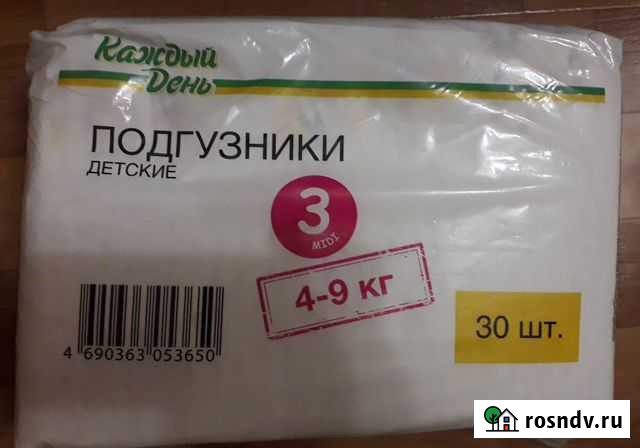 Каждый
День
ПОДГУЗНИКИ
ДЕТСКИЕ
3
MIDI
4-9 кг
30 шт.
4 690363 053650
rosndv.ru